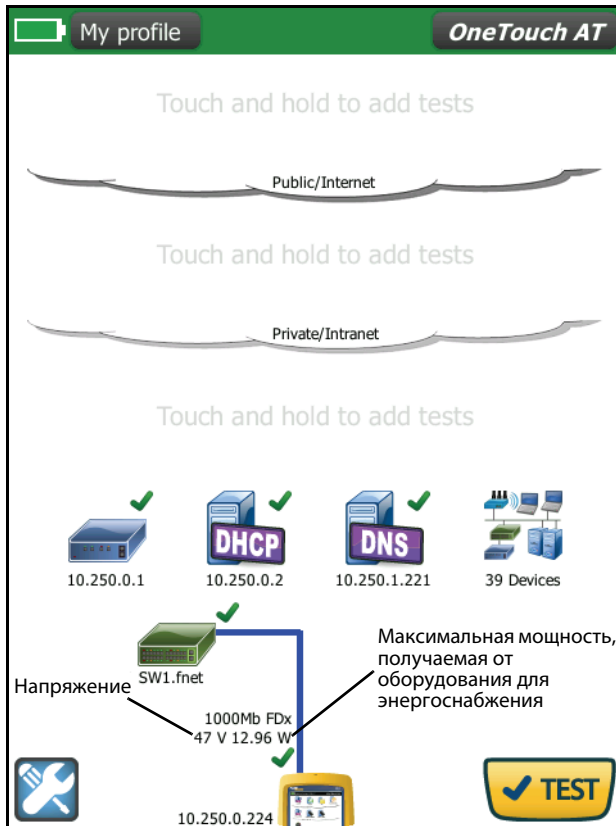 My profile
OneTouch AT
Touch and hold to add tests
Public/Internet
Touch and hold to add tests
Private/Intranet
Touch and hold to add tests
DHCP
DNS
10.250.0.1
10.250.0.2
10.250.1.221
39 Devices
SW1.fnet
Максимальная мощность,
получаемая от
оборудования для
энергоснабжения
Напряжение
1000Mb FDx
47 V 12.96 W
10.250.0.224
TEST